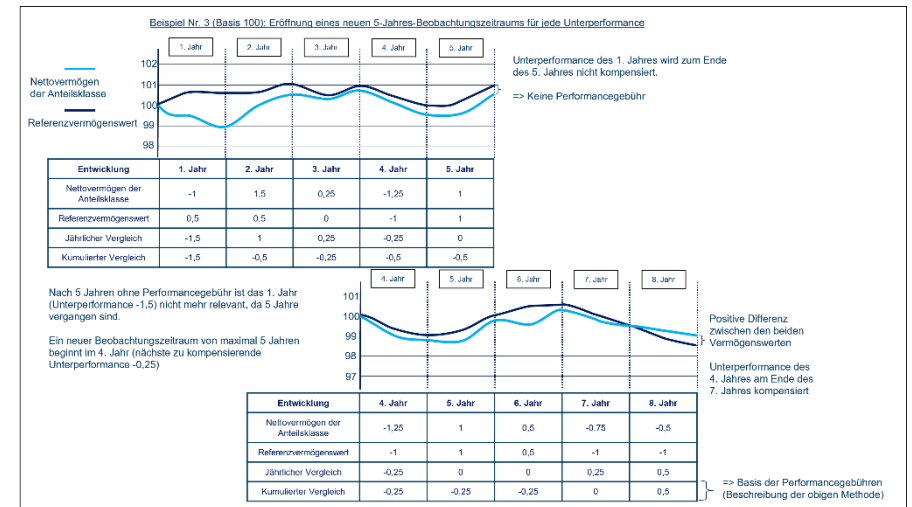 Beispiel Nr. 3 (Basis 100): Eröffnung eines neuen 5-Jahres-Beobachtungszeitraums für jede Unterperformance
1. Jahr 2. Jahr 3. Jahr 4. Jahr 5. Jahr
Nettovermögen
der Anteilsklasse
Referenzvermögenswert
102
101
100
99
98
Unterperformance des 1. Jahres wird zum Ende
des 5. Jahres nicht kompensiert.
=> Keine Performancegebühr
Entwicklung 1. Jahr 2. Jahr 3. Jahr 4. Jahr 5. Jahr
Nettovermögen der
Anteilsklasse -1 1,5 0,25 -1,25 1
Referenzvermögenswert 0,5 0,5 0 -1 1
Jährlicher Vergleich -1,5 1 0,25 -0,25 0
Kumulierter Vergleich -1,5 -0,5 -0,25 -0,5 -0,5
Nach 5 Jahren ohne Performancegebühr ist das 1. Jahr
(Unterperformance -1,5) nicht mehr relevant, da 5 Jahre
vergangen sind.
Ein neuer Beobachtungszeitraum von maximal 5 Jahren
beginnt im 4. Jahr (nächste zu kompensierende
Unterperformance -0,25)
4. Jahr 5. Jahr 6. Jahr 7. Jahr 8. Jahr
101
100
99
98
97
Positive Differenz
zwischen den beiden
Vermögenswerten
Unterperformance des
4. Jahres am Ende des
7. Jahres kompensiert
Entwicklung 4. Jahr 5. Jahr 6. Jahr 7. Jahr 8. Jahr
Nettovermögen der
Anteilsklasse -1,25 1 0,5 -0.75 -0,5
Referenzvermögenswert -1 1 0,5 -1 -1
Jährlicher Vergleich -0,25 0 0 0,25 0,5
Kumulierter Vergleich -0,25 -0,25 -0,25 0 0,5
=> Basis der Performancegebühren
(Beschreibung der obigen Methode)